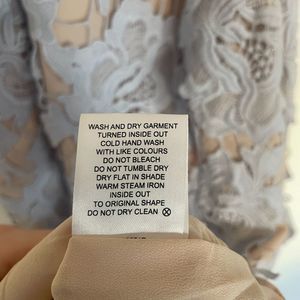 WASH AND DRY GARMENT
TURNED INSIDE OUT
COLD HAND WASH
WITH LIKE COLOURS
DO NOT BLEACH
DO NOT TUMBLE DRY
DRY FLAT IN SHADE
WARM STEAM IRON
INSIDE OUT
TO ORIGINAL SHAPE
DO NOT DRY CLEAN